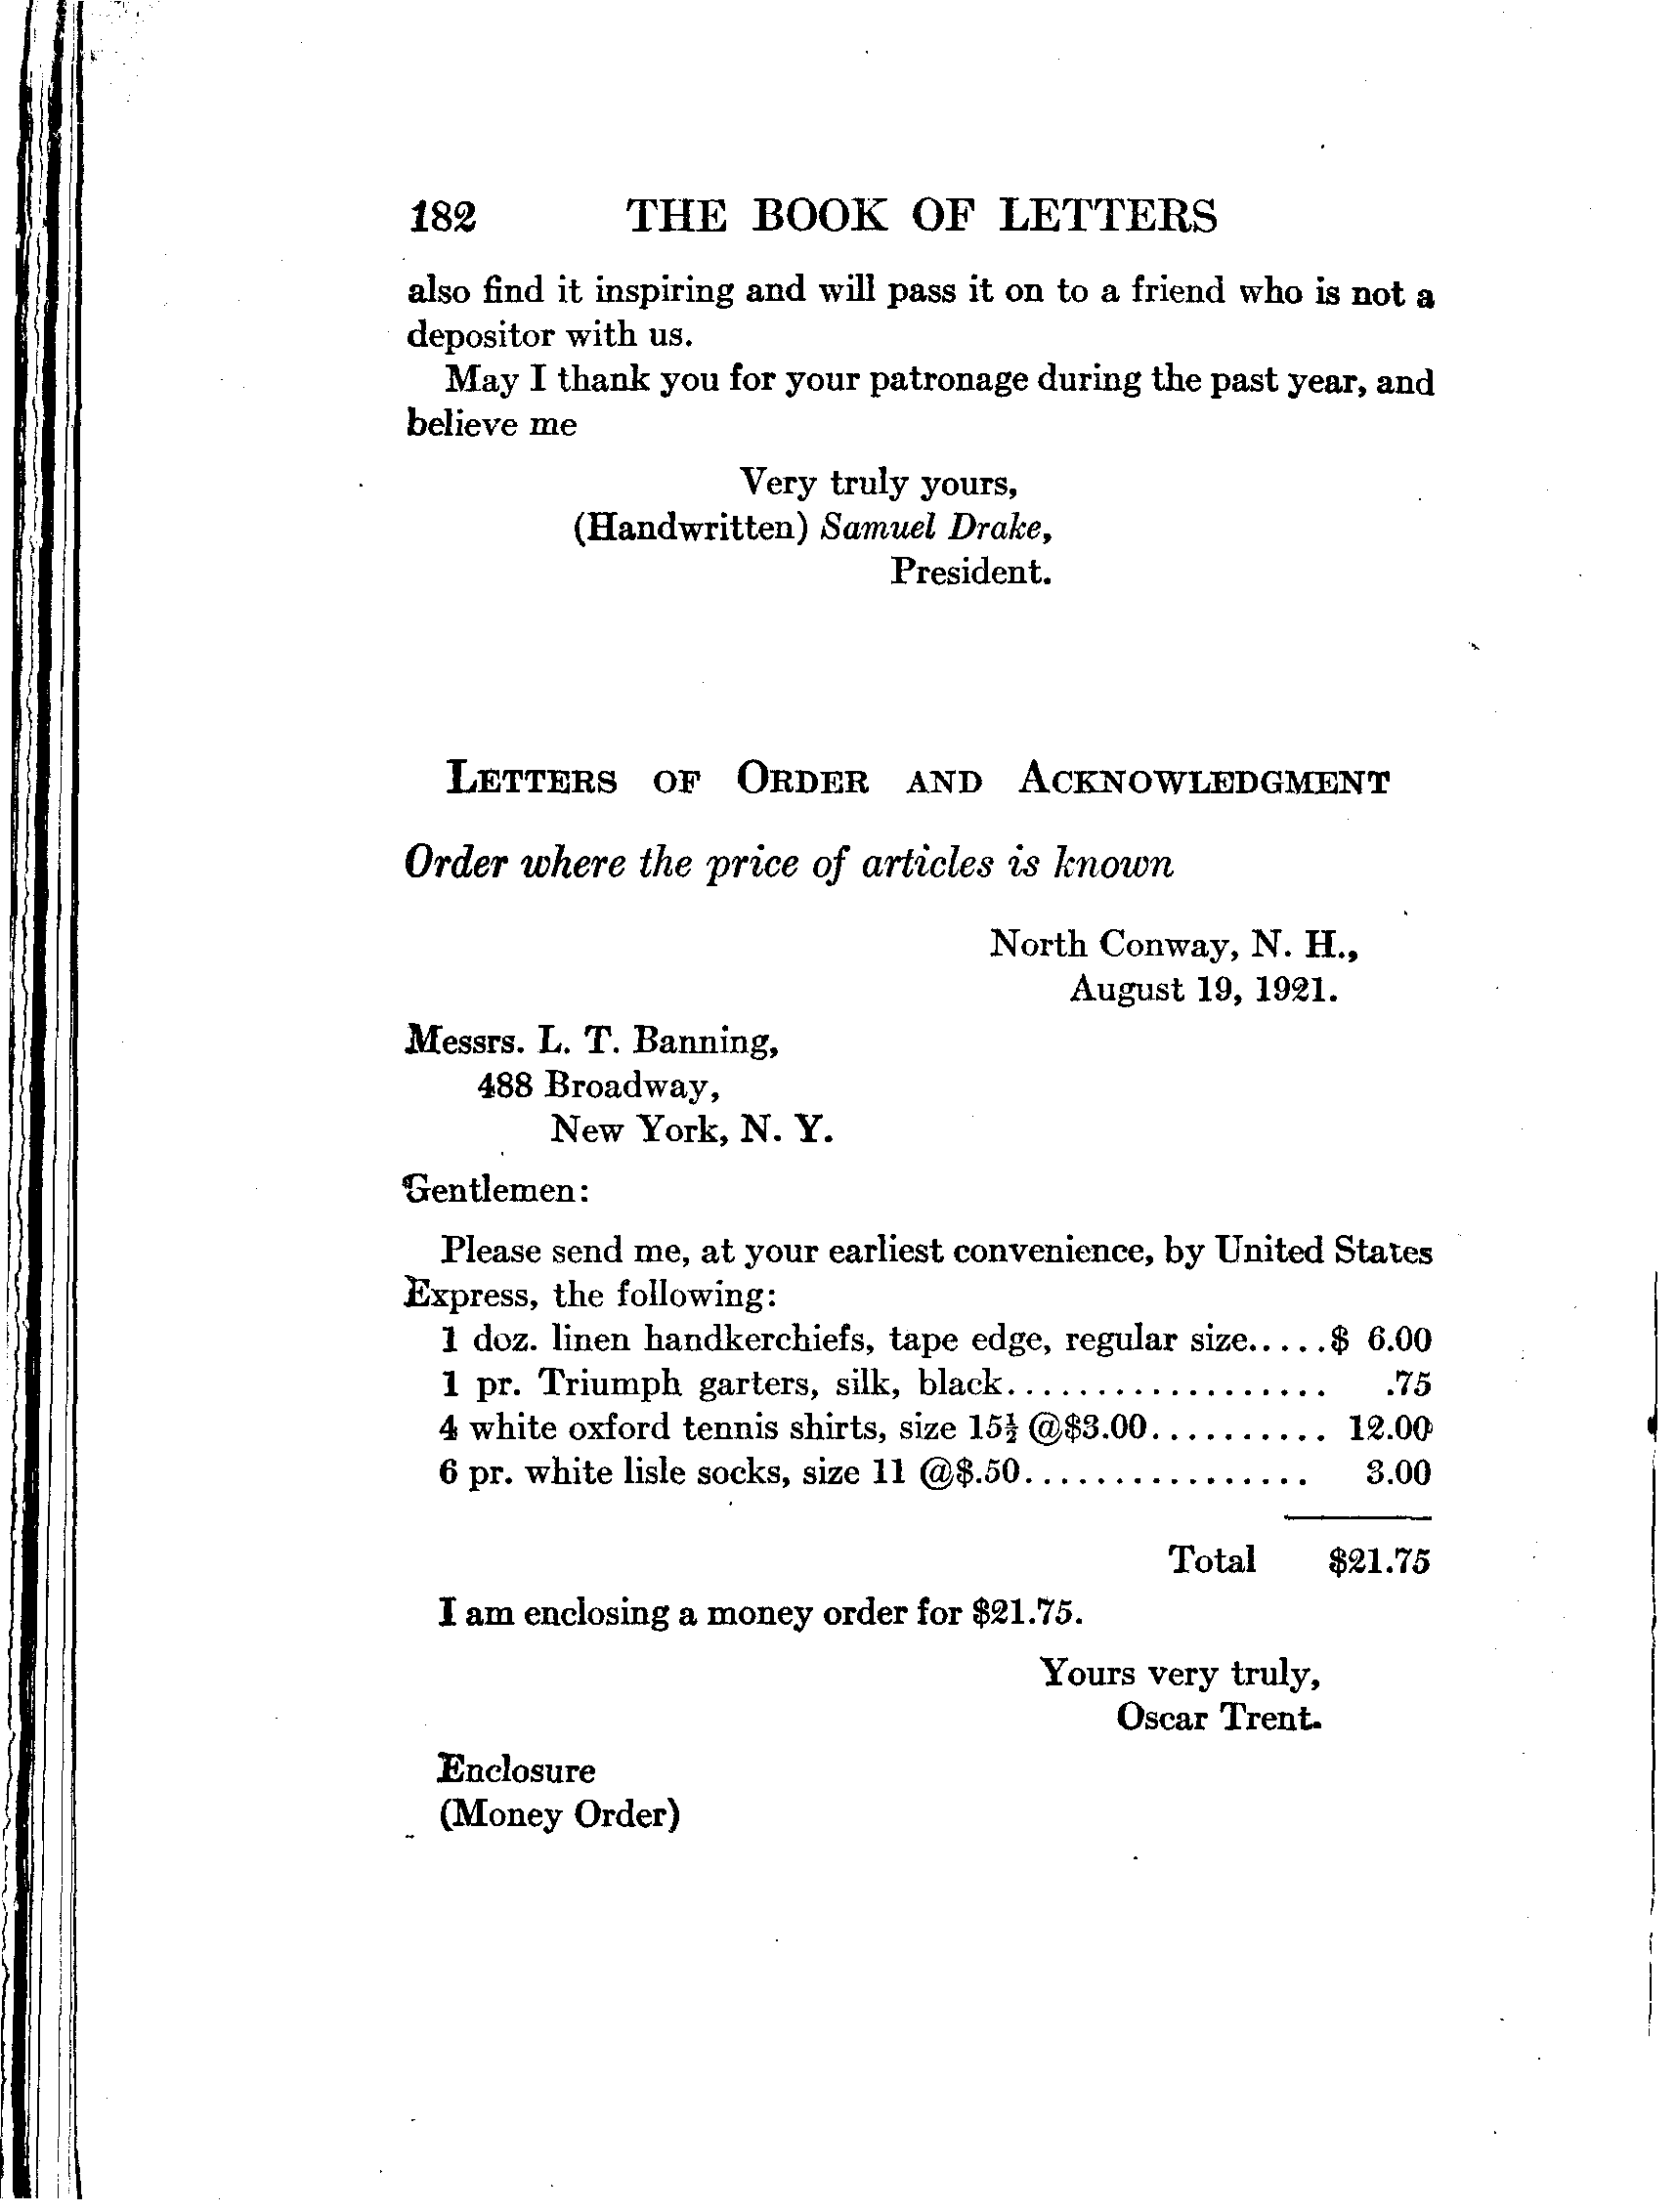 182 THE BOOK OF LETTERS
also find it inspiring and will pass it on to a friend who is not a
depositor with us.
May I thank you for your patronage during the past year, and
believe me
Very truly yours,
(Handwritten) Samuel Drake,
President.
LETTERS OF ORDER AND ACKNOWLEDGMENT
Order where the price of articles is known
North Conway, N. H.,
August 19, 1921.
Messrs. L. T. Banning,
488 Broadway,
New York, N. Y.
Gentlemen:
Please send me, at your earliest convenience, by United States
Express, the following:
1 doz. linen handkerchiefs, tape edge, regular size.....$ 6.00
1 pr. Triumph garters, silk, black.................. .75
4 white oxford tennis shirts, size 15½ @$3.00.......... 12.00
6 pr. white lisle socks, size 11 @$.50................ 3.00
Total $21.75
I am enclosing a money order for $21.75.
Yours very truly,
Oscar Trent.
Enclosure
(Money Order)